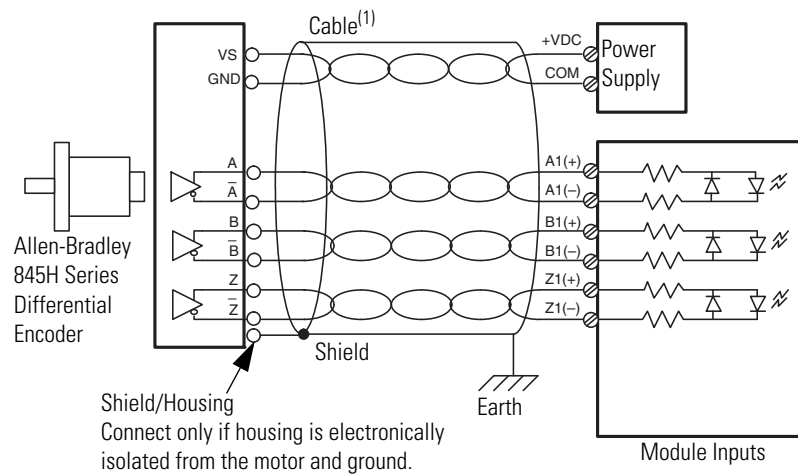 Cable(1)
VS
GND
+VDC
COM
Power
Supply
A
A̅
B
B̅
Z
Z̅
A1(+)
A1(–)
B1(+)
B1(–)
Z1(+)
Z1(–)
Allen-Bradley
845H Series
Differential
Encoder
Shield
Earth
Shield/Housing
Connect only if housing is electronically
isolated from the motor and ground.
Module Inputs